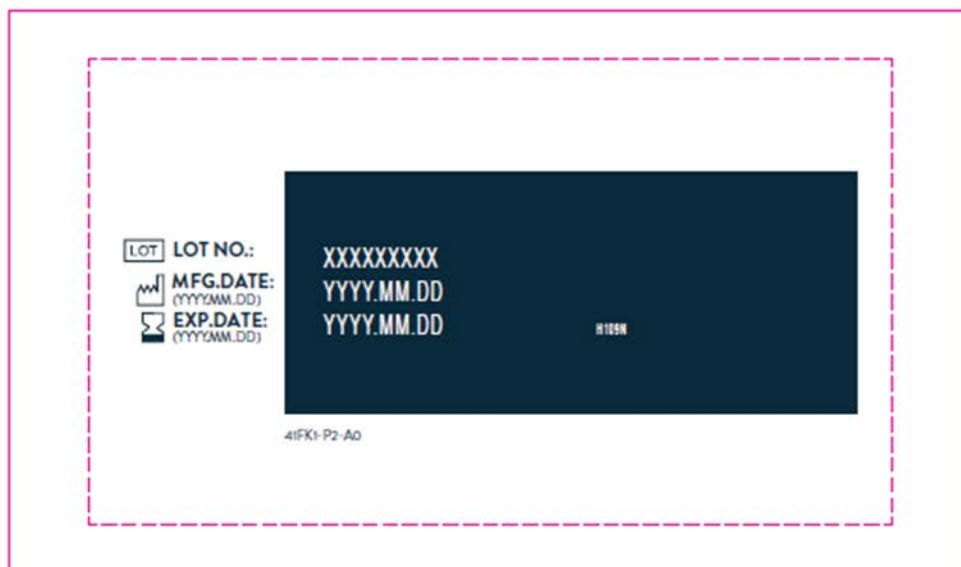 LOT LOT NO.: XXXXXXXXX
MFG.DATE: YYYY.MM.DD
(YYYY.MM.DD)
EXP.DATE: YYYY.MM.DD
(YYYY.MM.DD)
H109N
41FK1-P2-A0